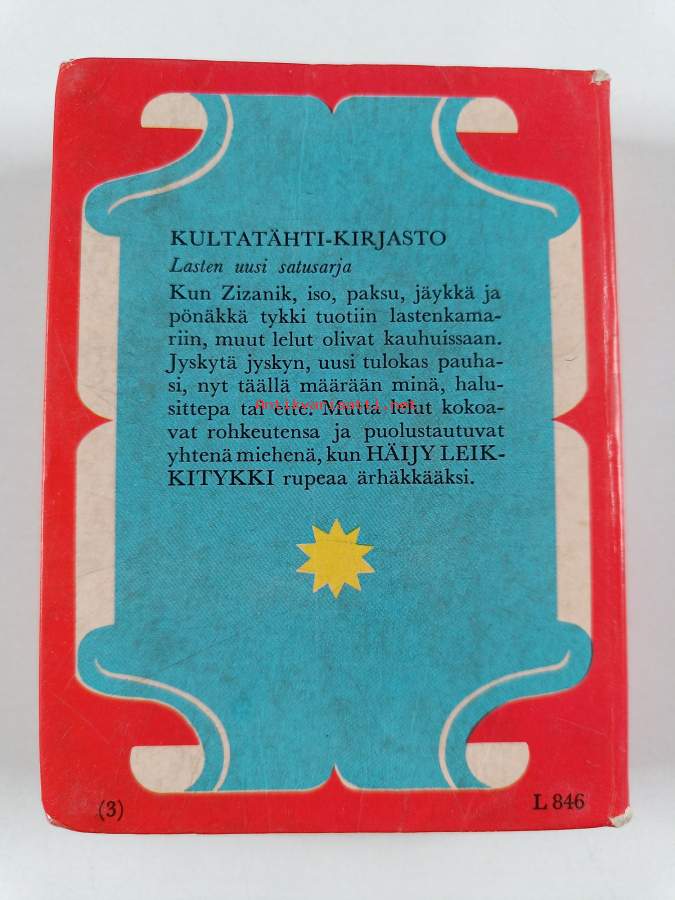 KULTATÄHTI-KIRJASTO
Lasten uusi satusarja
Kun Zizanik, iso, paksu, jäykkä ja
pönäkkä tykki tuotiin lastenkama-
riin, muut lelut olivat kauhuissaan.
Jyskytä jyskyn, uusi tulokas pauha-
si, nyt täällä määrään minä, halu-
sittepa tai ette. Mutta lelut kokoa-
Antikvariaatti.net
vat rohkeutensa ja puolustautuvat
yhtenä miehenä, kun HÄIJY LEIK-
KITYKKI rupeaa ärhäkkääksi.
(3)
L 846